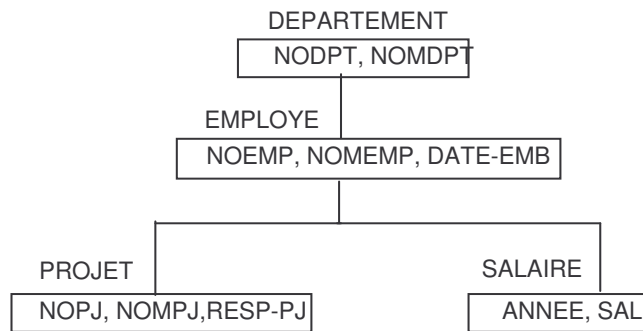 DEPARTEMENT
NODPT, NOMDPT
EMPLOYE
NOEMP, NOMEMP, DATE-EMB
PROJET
SALAIRE
NOPJ, NOMPJ,RESP-PJ
ANNEE, SAL